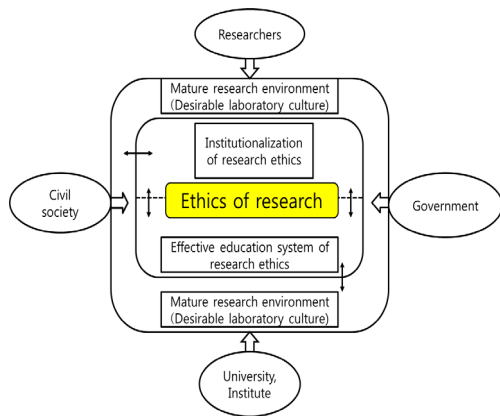 Researchers
Mature research environment
(Desirable laboratory culture)
Institutionalization
of research ethics
Civil
society
Ethics of research
Government
Effective education system of
research ethics
Mature research environment
(Desirable laboratory culture)
University,
Institute